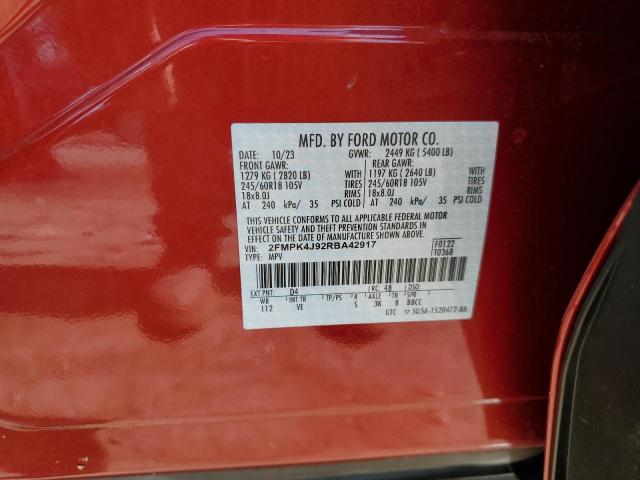 MFD. BY FORD MOTOR CO.
DATE: 10/23 GVWR: 2449 KG ( 5400 LB)
FRONT GAWR: REAR GAWR:
1279 KG ( 2820 LB) WITH 1197 KG ( 2640 LB) WITH
245/60R18 105V TIRES 245/60R18 105V TIRES
18x8.0J RIMS 18x8.0J RIMS
AT 240 kPa/ 35 PSI COLD AT 240 kPa/ 35 PSI COLD
THIS VEHICLE CONFORMS TO ALL APPLICABLE FEDERAL MOTOR
VEHICLE SAFETY AND THEFT PREVENTION STANDARDS IN
EFFECT ON THE DATE OF MANUFACTURE SHOWN ABOVE.
VIN: 2FMPK4J92RBA42917 F0122
TYPE: MPV T0368
EXT PNT: D4 RC: 48 DSO:
WB INT TR TP/PS R AXLE TR SPR
112 VE 5 3K 8 BBCC
UTC ▽ 5U5A-1520472-BA